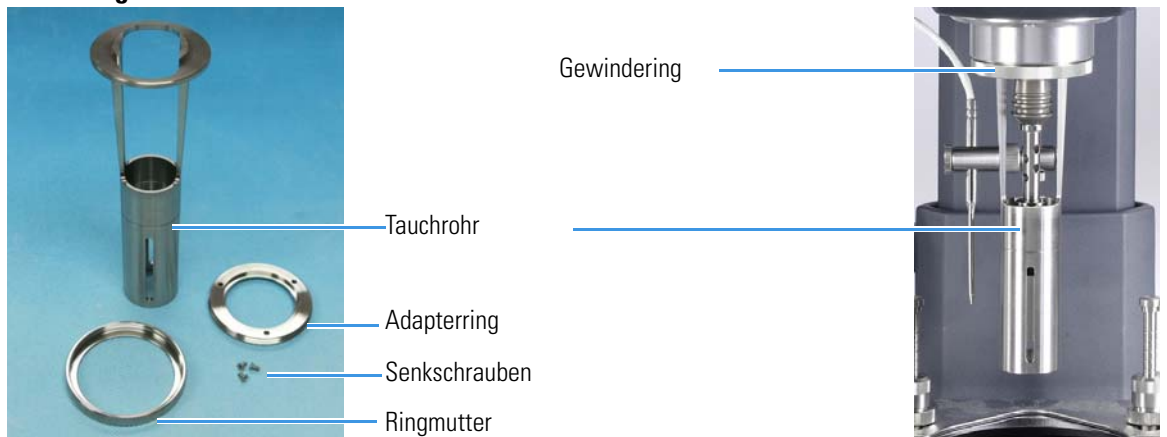 Gewindering
Tauchrohr
Adapterring
Senkschrauben
Ringmutter